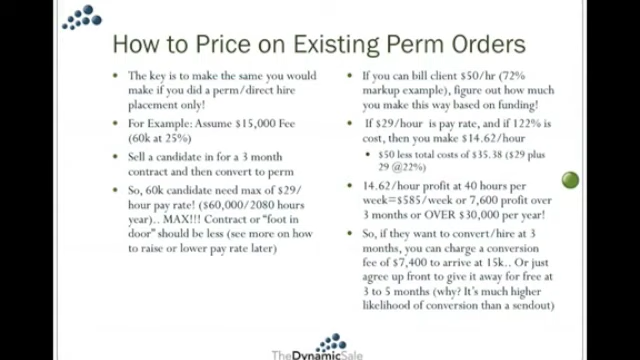 How to Price on Existing Perm Orders
The key is to make the same you would
make if you did a perm/direct hire
placement only!
For Example: Assume $15,000 Fee
(60k at 25%)
Sell a candidate in for a 3 month
contract and then convert to perm
So, 60k candidate need max of $29/
hour pay rate! ($60,000/2080 hours
year).. MAX!!! Contract or “foot in
door” should be less (see more on how
to raise or lower pay rate later)
If you can bill client $50/hr (72%
markup example), figure out how much
you make this way based on funding!
If $29/hour is pay rate, and if 122% is
cost, then you make $14.62/hour
$50 less total costs of $35.38 ($29 plus
29 @22%)
14.62/hour profit at 40 hours per
week=$585/week or 7,600 profit over
3 months or OVER $30,000 per year!
So, if they want to convert/hire at 3
months, you can charge a conversion
fee of $7,400 to arrive at 15k.. Or just
agree up front to give it away for free at
3 to 5 months (why? It’s much higher
likelihood of conversion than a sendout)
TheDynamicSale